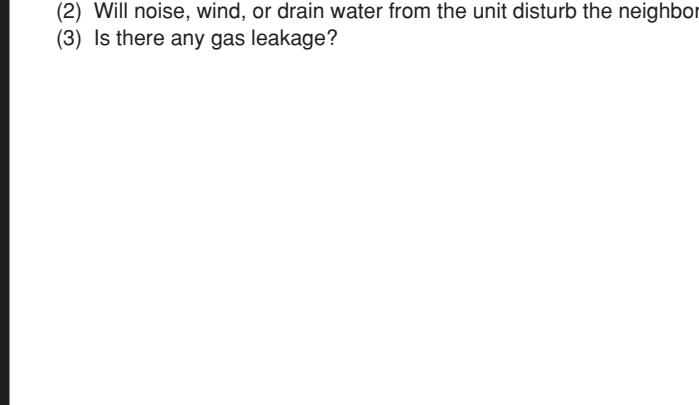 (2) Will noise, wind, or drain water from the unit disturb the neighbor
(3) Is there any gas leakage?